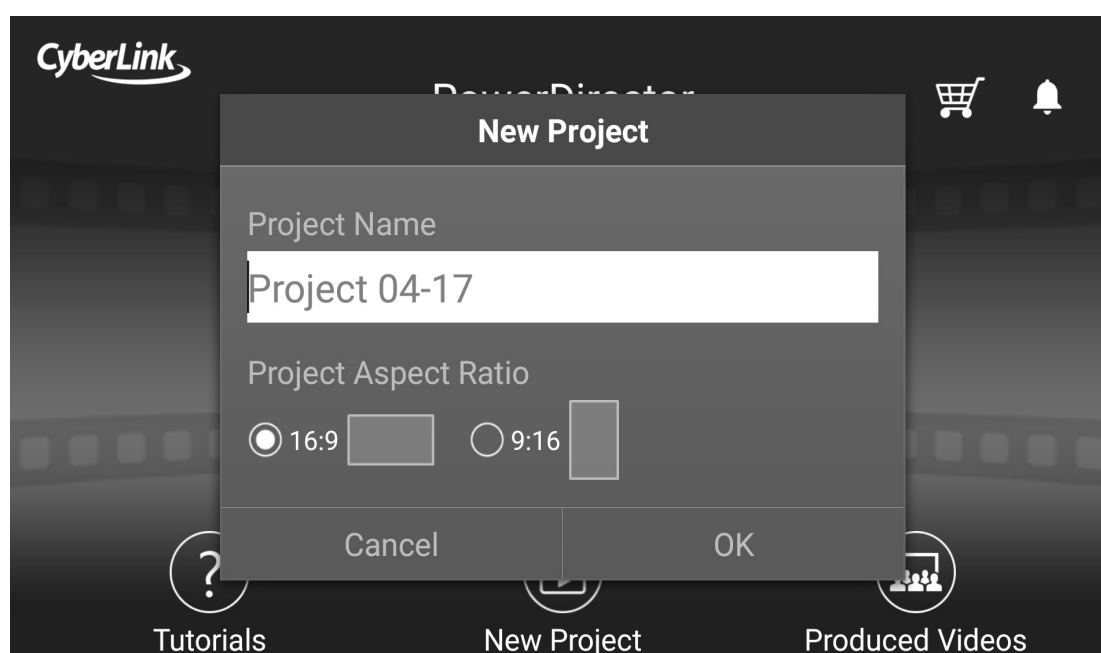 CyberLink
PowerDirector
New Project
Project Name
Project 04-17
Project Aspect Ratio
16:9 9:16
Cancel OK
Tutorials New Project Produced Videos